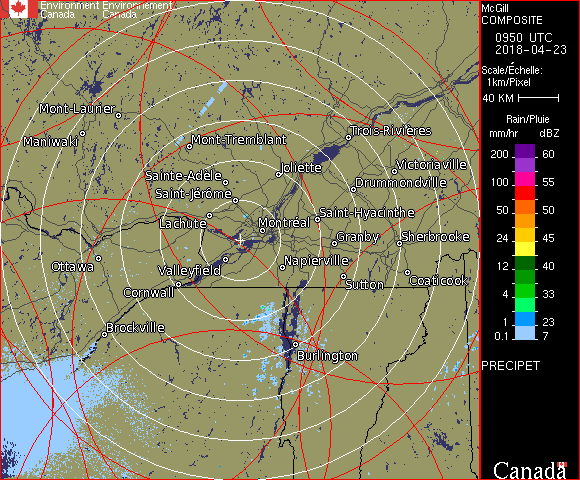 Environment Environnement
Canada Canada
McGill
COMPOSITE
0950 UTC
2018-04-23
Scale/Échelle:
1km/Pixel
40 KM
Rain/Pluie
mm/hr dBZ
200 60
150 55
100 55
50 50
24 45
12 40
4 33
1 23
0.1 7
PRECIPET
Mont-Laurier
Maniwaki
Mont-Tremblant
Trois-Rivières
Joliette
Victoriaville
Sainte-Adèle
Drummondville
Saint-Jérôme
Saint-Hyacinthe
Lachute
Montréal
Granby
Sherbrooke
Ottawa
Napierville
Valleyfield
Sutton
Coaticook
Cornwall
Brockville
Burlington
Canada